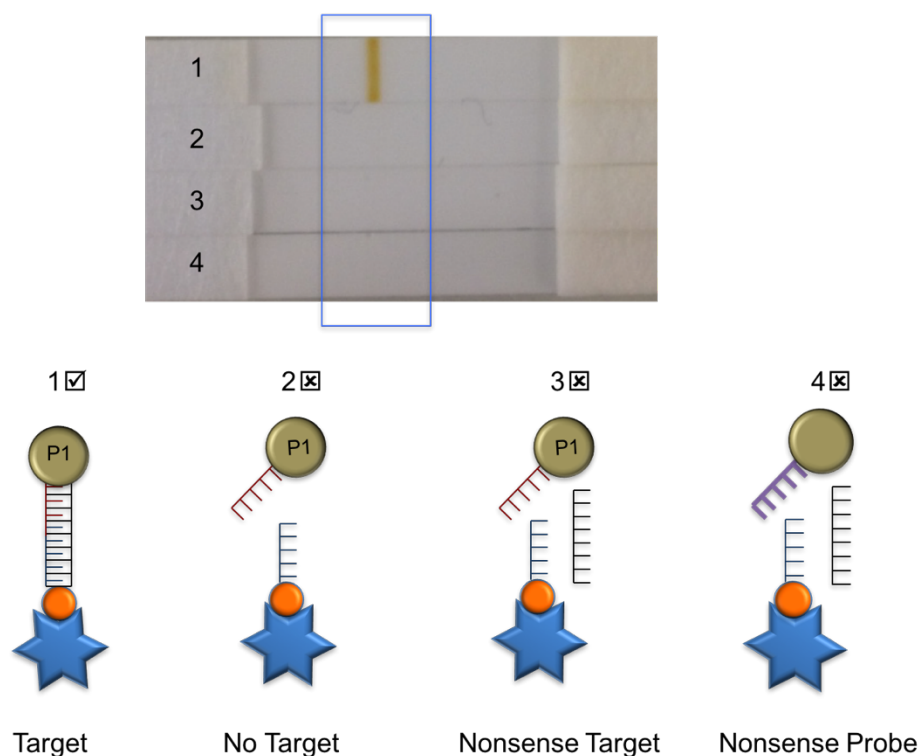 1
2
3
4
1☑ 2☒ 3☒ 4☒
P1 P1 P1
Target No Target Nonsense Target Nonsense Probe